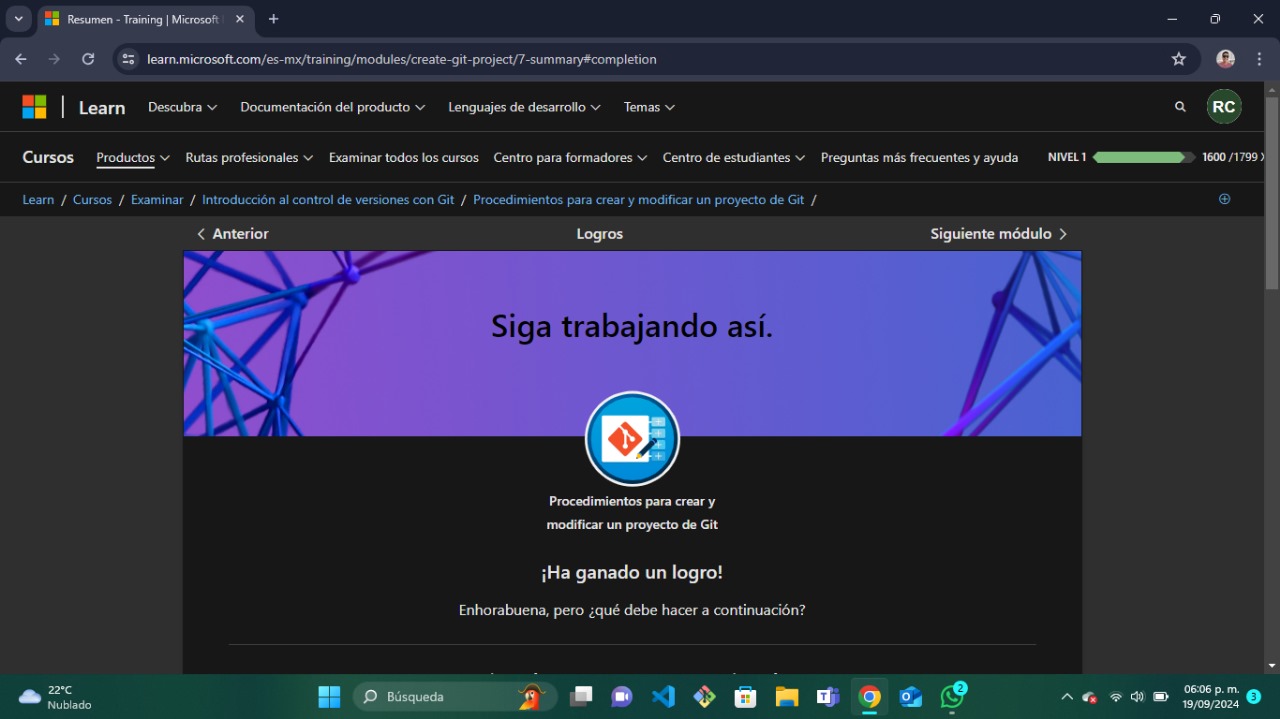 Resumen - Training | Microsoft
learn.microsoft.com/es-mx/training/modules/create-git-project/7-summary#completion
Learn Descubra Documentación del producto Lenguajes de desarrollo Temas RC
Cursos Productos Rutas profesionales Examinar todos los cursos Centro para formadores Centro de estudiantes Preguntas más frecuentes y ayuda NIVEL 1 1600 /1799
Learn / Cursos / Examinar / Introducción al control de versiones con Git / Procedimientos para crear y modificar un proyecto de Git /
Anterior Logros Siguiente módulo
Siga trabajando así.
Procedimientos para crear y
modificar un proyecto de Git
¡Ha ganado un logro!
Enhorabuena, pero ¿qué debe hacer a continuación?
22°C
Nublado
Búsqueda
2
06:06 p. m.
19/09/2024
3